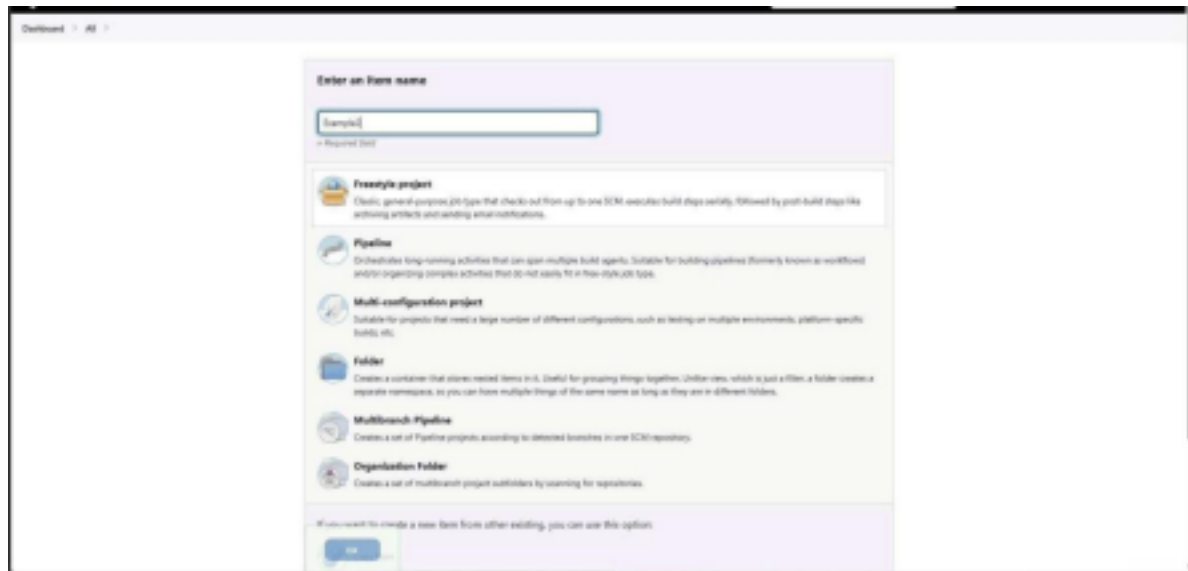 Dashboard > All >
Enter an item name
» Required field
Freestyle project
Classic, general-purpose job type that checks out from up to one SCM, executes build steps serially, followed by post-build steps like
archiving artifacts and sending email notifications.
Pipeline
Orchestrates long-running activities that can span multiple build agents. Suitable for building pipelines (formerly known as workflows)
and/or organizing complex activities that do not easily fit in free-style job type.
Multi-configuration project
Suitable for projects that need a large number of different configurations, such as testing on multiple environments, platform-specific
builds, etc.
Folder
Creates a container that stores nested items in it. Useful for grouping things together. Unlike view, which is just a filter, a folder creates a
separate namespace, so you can have multiple things of the same name as long as they are in different folders.
Multibranch Pipeline
Creates a set of Pipeline projects according to detected branches in one SCM repository.
Organization Folder
Creates a set of multibranch project subfolders by scanning for repositories.
If you want to create a new item from other existing, you can use this option:
OK